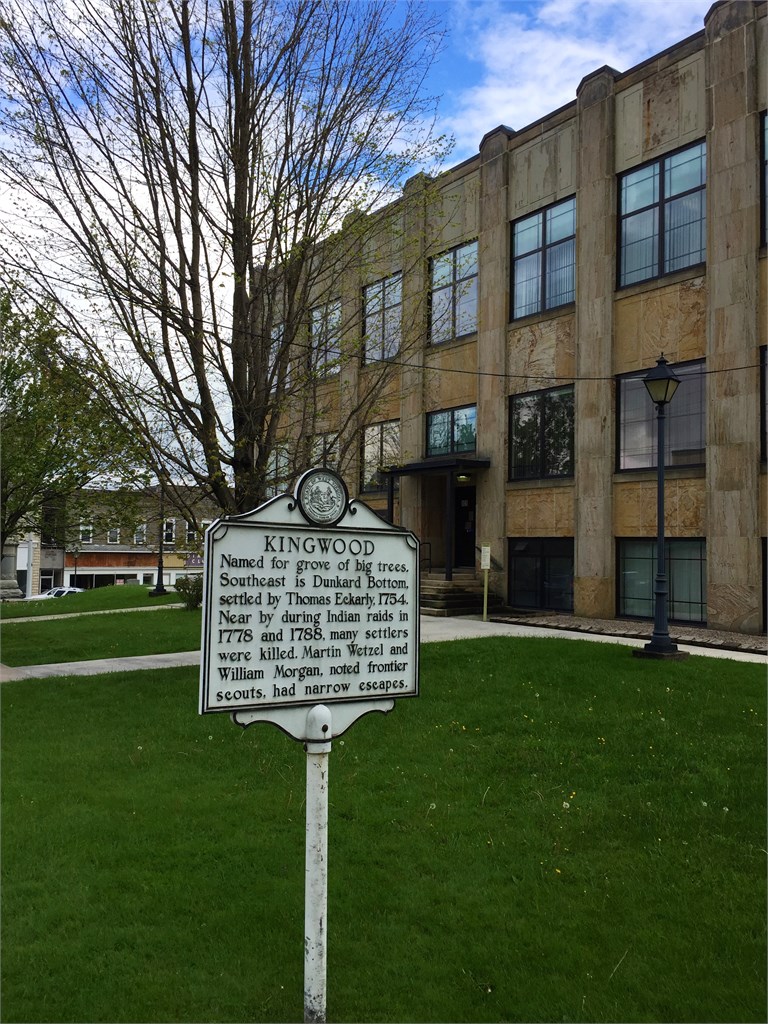 KINGWOOD
Named for grove of big trees.
Southeast is Dunkard Bottom,
settled by Thomas Eckarly, 1754.
Near by during Indian raids in
1778 and 1788, many settlers
were killed. Martin Wetzel and
William Morgan, noted frontier
scouts, had narrow escapes.